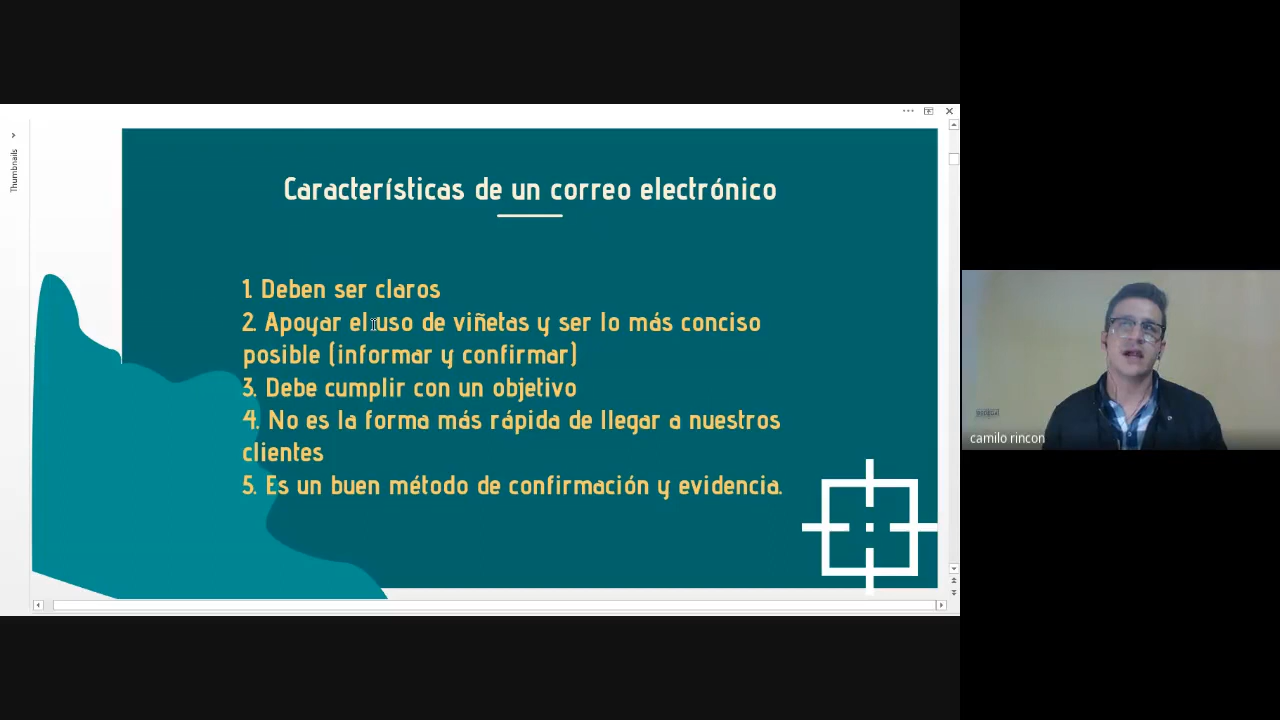 Thumbnails
Características de un correo electrónico
1. Deben ser claros
2. Apoyar el uso de viñetas y ser lo más conciso
posible (informar y confirmar)
3. Debe cumplir con un objetivo
4. No es la forma más rápida de llegar a nuestros
clientes
5. Es un buen método de confirmación y evidencia.
camilo rincon